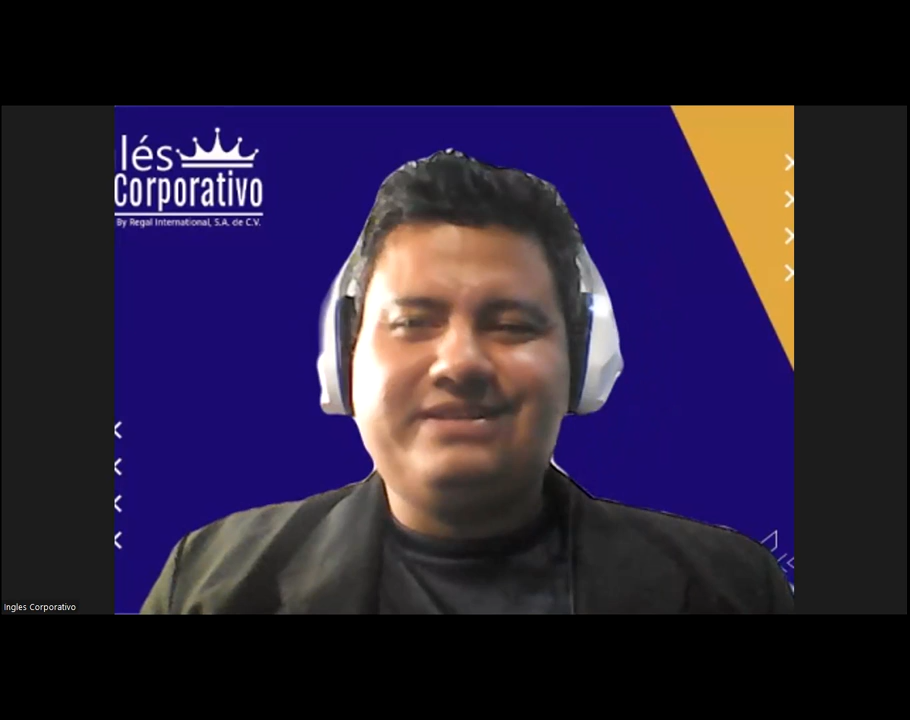 lés
Corporativo
By Regal International, S.A. de C.V.
Ingles Corporativo